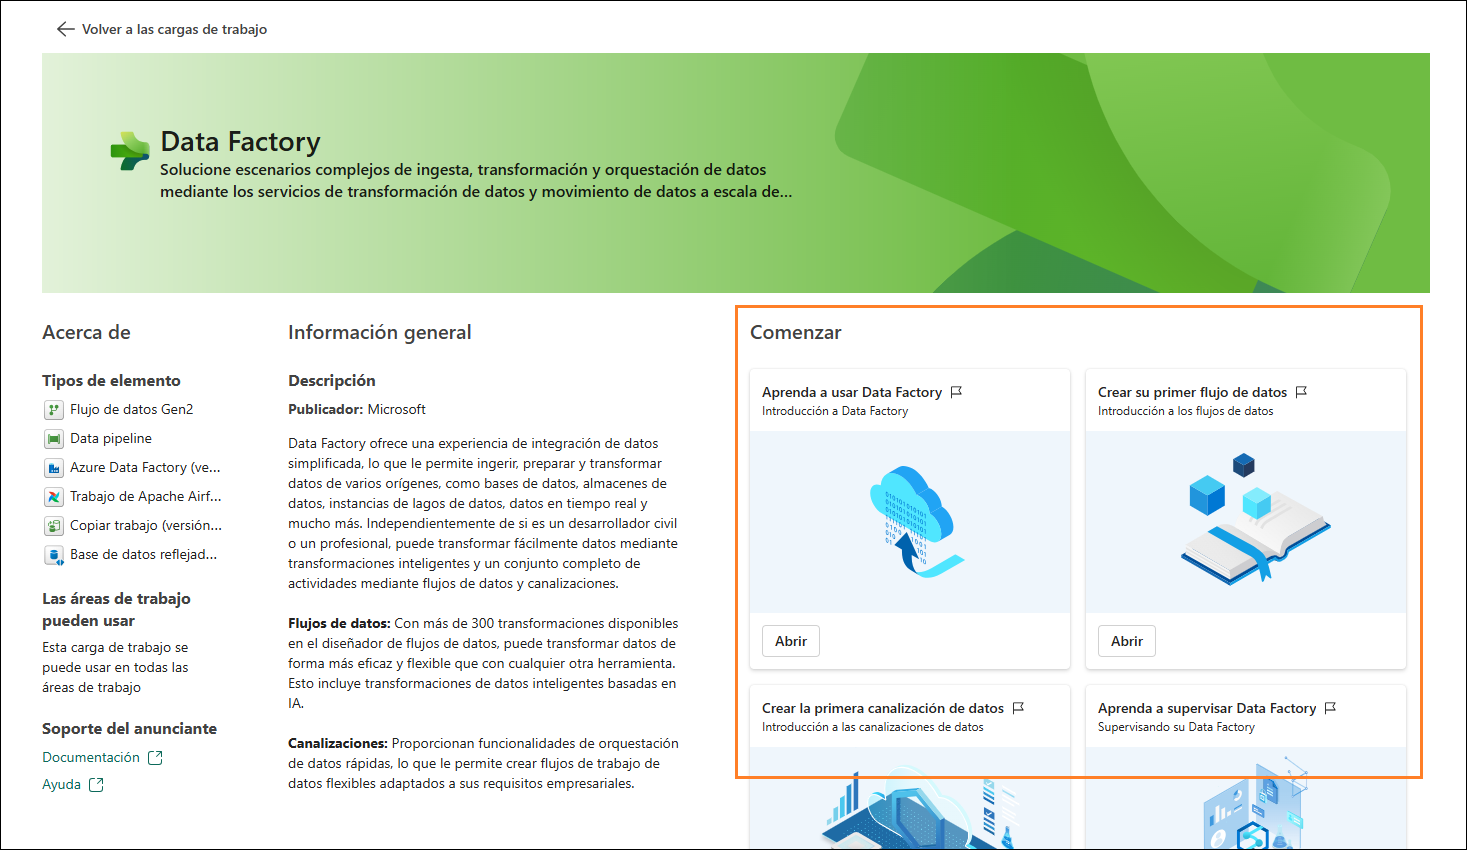 Volver a las cargas de trabajo
Data Factory
Solucione escenarios complejos de ingesta, transformación y orquestación de datos
mediante los servicios de transformación de datos y movimiento de datos a escala de...
Acerca de
Tipos de elemento
Flujo de datos Gen2
Data pipeline
Azure Data Factory (ve...
Trabajo de Apache Airf...
Copiar trabajo (versión...
Base de datos reflejad...
Las áreas de trabajo
pueden usar
Esta carga de trabajo se
puede usar en todas las
áreas de trabajo
Soporte del anunciante
Documentación
Ayuda
Información general
Descripción
Publicador: Microsoft
Data Factory ofrece una experiencia de integración de datos
simplificada, lo que le permite ingerir, preparar y transformar
datos de varios orígenes, como bases de datos, almacenes de
datos, instancias de lagos de datos, datos en tiempo real y
mucho más. Independientemente de si es un desarrollador civil
o un profesional, puede transformar fácilmente datos mediante
transformaciones inteligentes y un conjunto completo de
actividades mediante flujos de datos y canalizaciones.
Flujos de datos: Con más de 300 transformaciones disponibles
en el diseñador de flujos de datos, puede transformar datos de
forma más eficaz y flexible que con cualquier otra herramienta.
Esto incluye transformaciones de datos inteligentes basadas en
IA.
Canalizaciones: Proporcionan funcionalidades de orquestación
de datos rápidas, lo que le permite crear flujos de trabajo de
datos flexibles adaptados a sus requisitos empresariales.
Comenzar
Aprenda a usar Data Factory
Introducción a Data Factory
Abrir
Crear su primer flujo de datos
Introducción a los flujos de datos
Abrir
Crear la primera canalización de datos
Introducción a las canalizaciones de datos
Aprenda a supervisar Data Factory
Supervisando su Data Factory